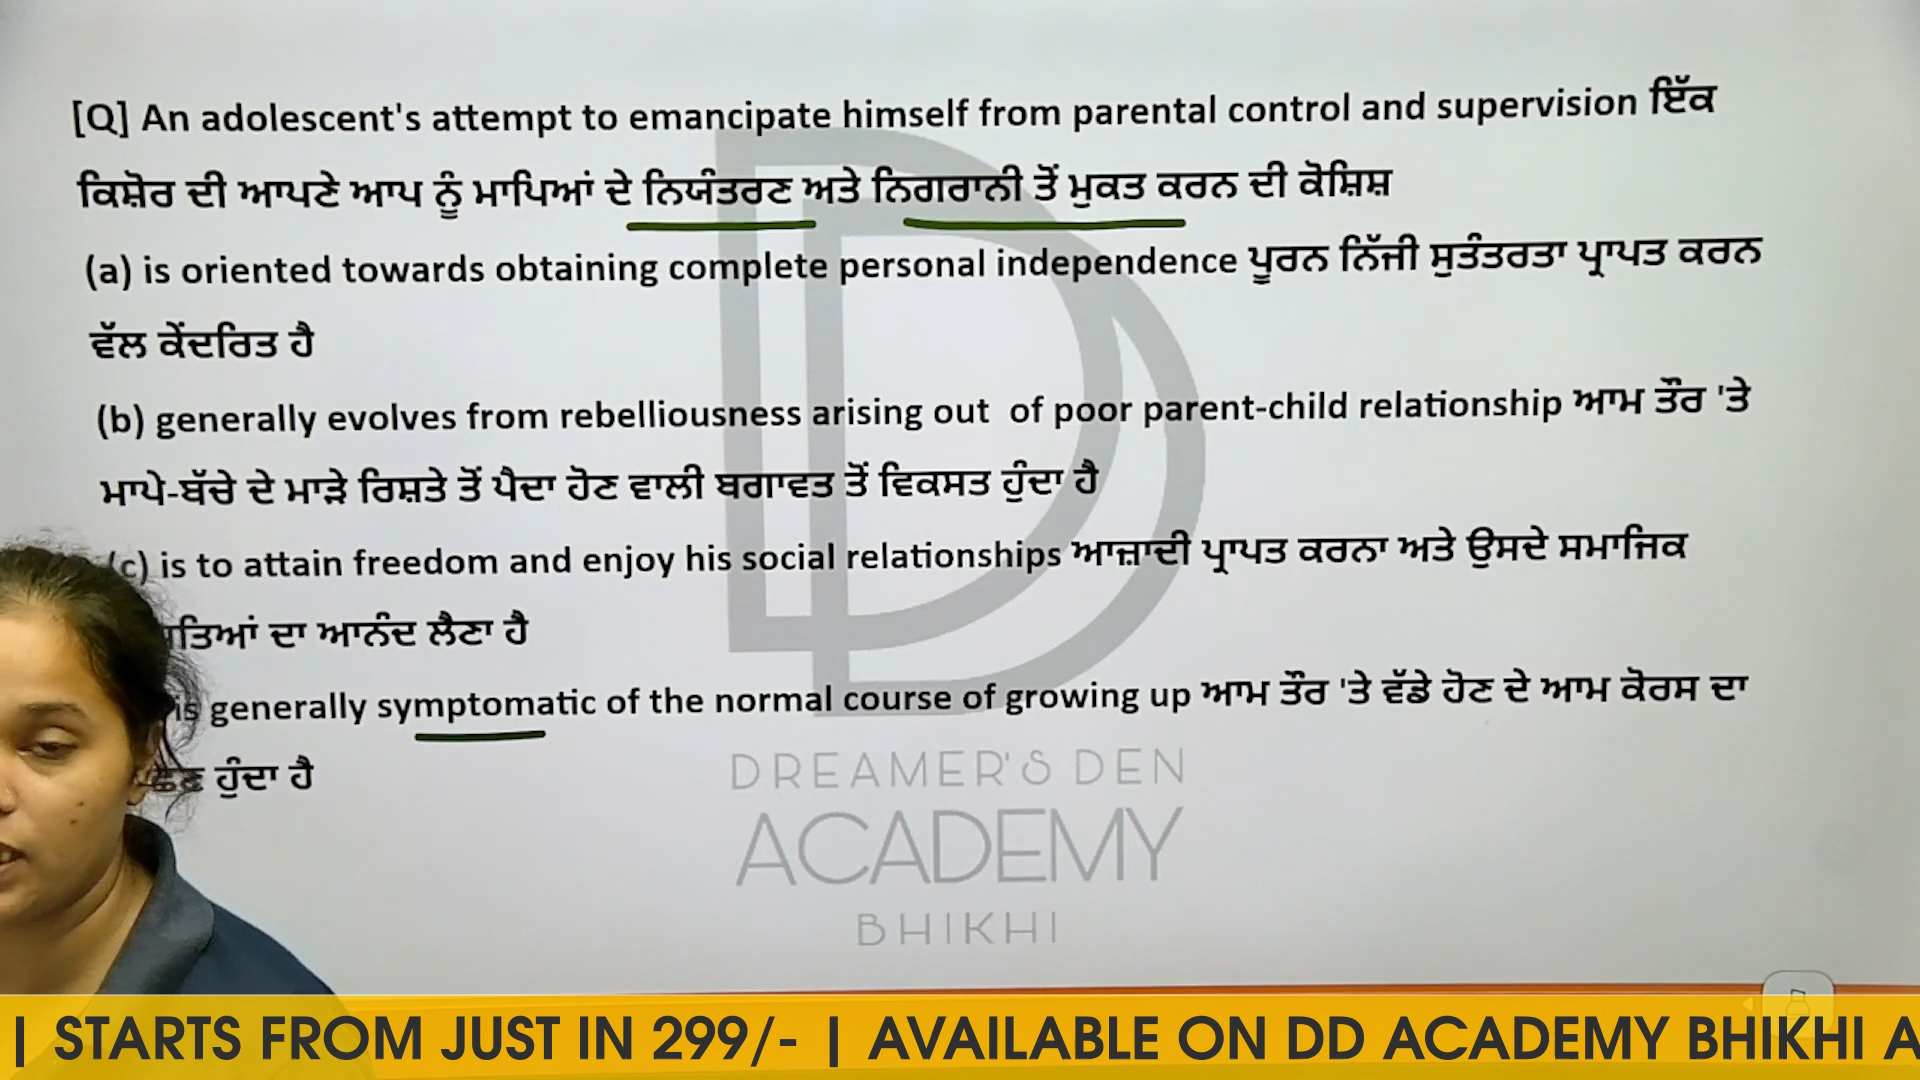 [Q] An adolescent's attempt to emancipate himself from parental control and supervision ਇੱਕ
ਕਿਸ਼ੋਰ ਦੀ ਆਪਣੇ ਆਪ ਨੂੰ ਮਾਪਿਆਂ ਦੇ ਨਿਯੰਤਰਣ ਅਤੇ ਨਿਗਰਾਨੀ ਤੋਂ ਮੁਕਤ ਕਰਨ ਦੀ ਕੋਸ਼ਿਸ਼
(a) is oriented towards obtaining complete personal independence ਪੂਰਨ ਨਿੱਜੀ ਸੁਤੰਤਰਤਾ ਪ੍ਰਾਪਤ ਕਰਨ
ਵੱਲ ਕੇਂਦਰਿਤ ਹੈ
(b) generally evolves from rebelliousness arising out of poor parent-child relationship ਆਮ ਤੌਰ 'ਤੇ
ਮਾਪੇ-ਬੱਚੇ ਦੇ ਮਾੜੇ ਰਿਸ਼ਤੇ ਤੋਂ ਪੈਦਾ ਹੋਣ ਵਾਲੀ ਬਗਾਵਤ ਤੋਂ ਵਿਕਸਤ ਹੁੰਦਾ ਹੈ
(c) is to attain freedom and enjoy his social relationships ਆਜ਼ਾਦੀ ਪ੍ਰਾਪਤ ਕਰਨਾ ਅਤੇ ਉਸਦੇ ਸਮਾਜਿਕ
ਦਾ ਆਨੰਦ ਲੈਣਾ ਹੈ
is generally symptomatic of the normal course of growing up ਆਮ ਤੌਰ 'ਤੇ ਵੱਡੇ ਹੋਣ ਦੇ ਆਮ ਕੋਰਸ ਦਾ
ਹੁੰਦਾ ਹੈ
DREAMER'S DEN
ACADEMY
BHIKHI
| STARTS FROM JUST IN 299/- | AVAILABLE ON DD ACADEMY BHIKHI A